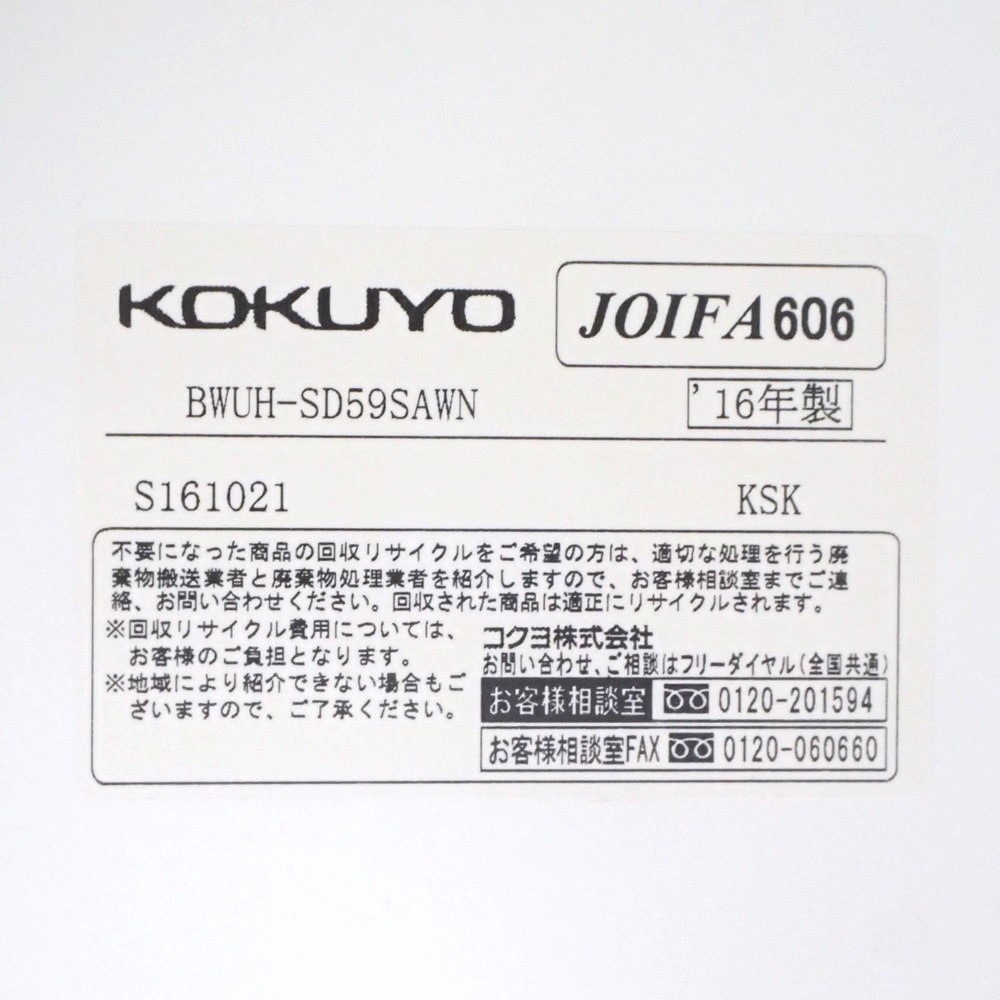 KOKUYO
JOIFA606
BWUH-SD59SAWN
'16年製
S161021
KSK
不要になった商品の回収リサイクルをご希望の方は、適切な処理を行う廃
棄物搬送業者と廃棄物処理業者を紹介しますので、お客様相談室までご連
絡、お問い合わせください。回収された商品は適正にリサイクルされます。
※回収リサイクル費用については、
お客様のご負担となります。
※地域により紹介できない場合もご
ざいますので、ご了承ください。
コクヨ株式会社
お問い合わせ、ご相談はフリーダイヤル(全国共通)
お客様相談室 0120-201594
お客様相談室FAX 0120-060660